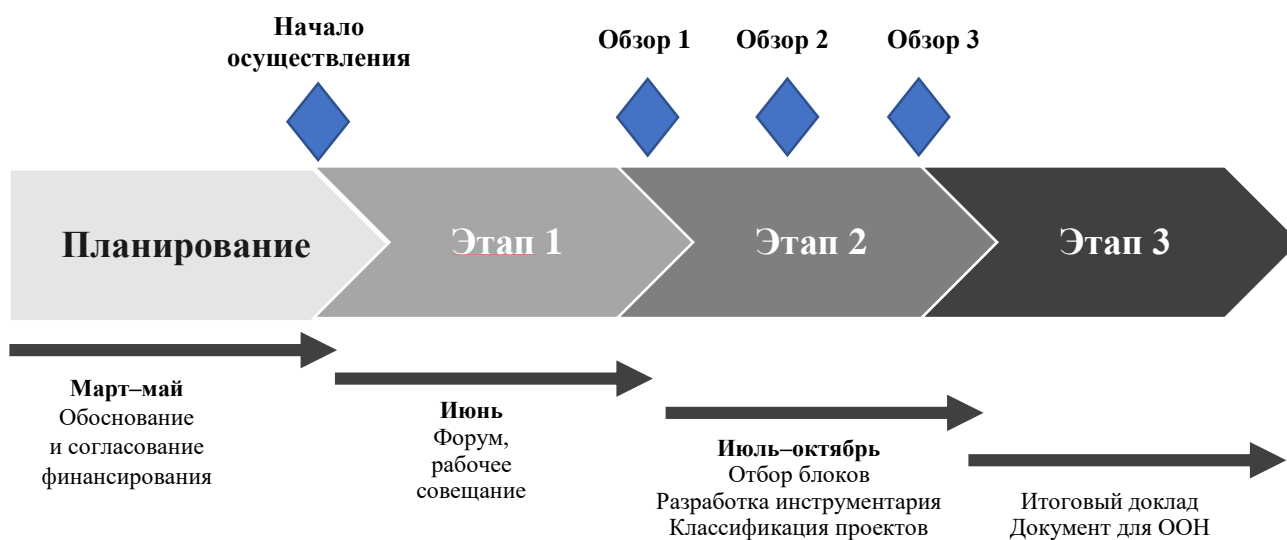 Начало
осуществления
Обзор 1
Обзор 2
Обзор 3
Планирование
Этап 1
Этап 2
Этап 3
Март–май
Обоснование
и согласование
финансирования
Июнь
Форум,
рабочее
совещание
Июль–октябрь
Отбор блоков
Разработка инструментария
Классификация проектов
Итоговый доклад
Документ для ООН